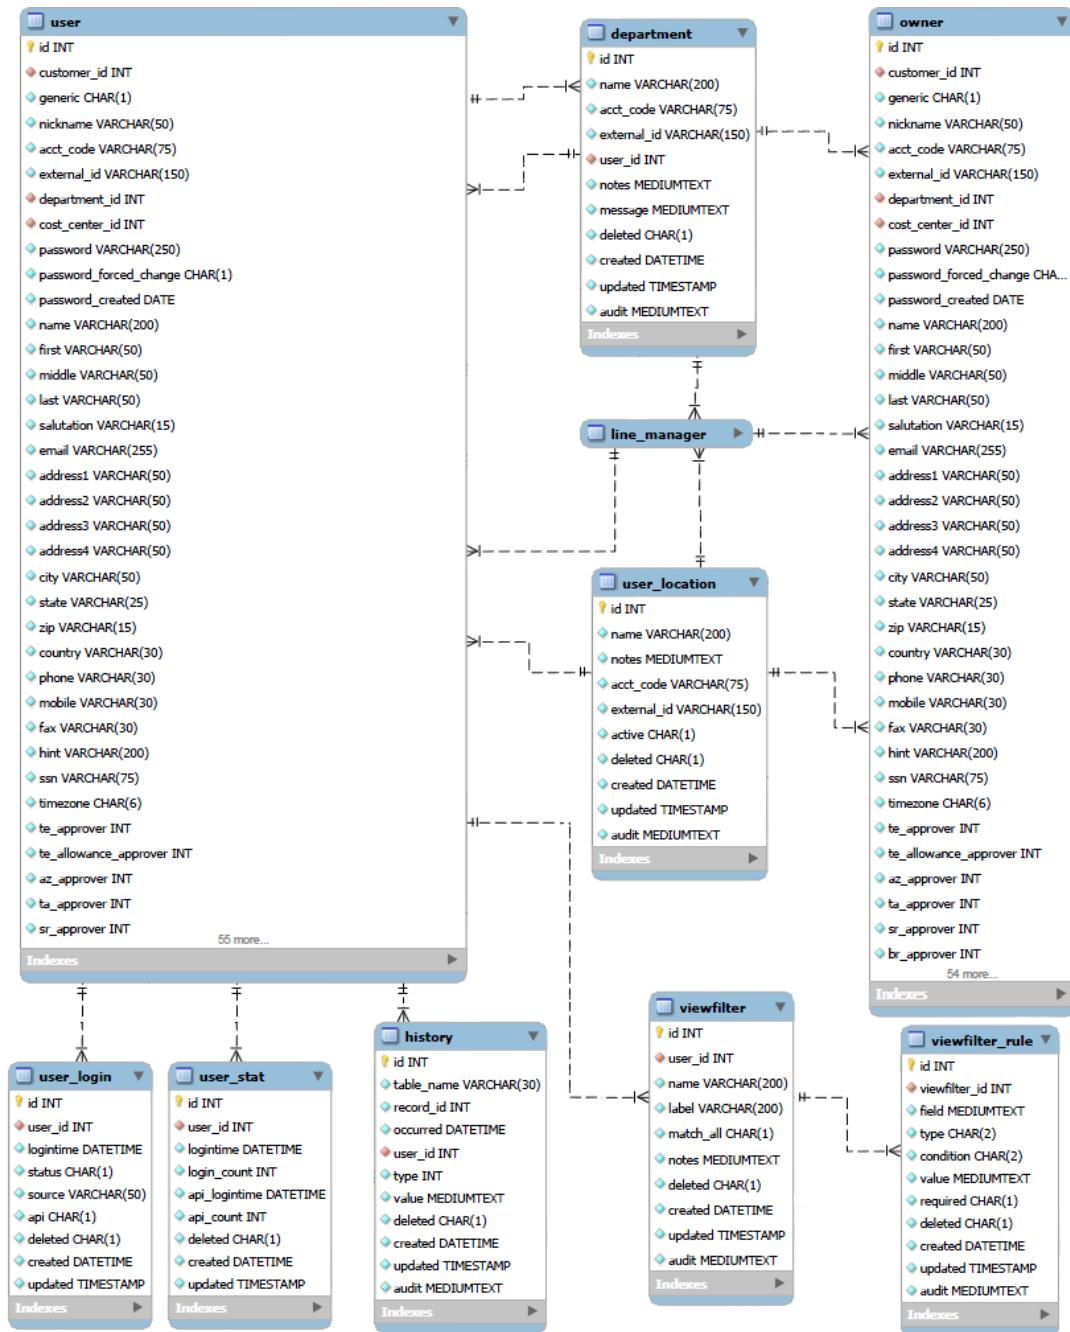 user
id INT
customer_id INT
generic CHAR(1)
nickname VARCHAR(50)
acct_code VARCHAR(75)
external_id VARCHAR(150)
department_id INT
cost_center_id INT
password VARCHAR(250)
password_forced_change CHAR(1)
password_created DATE
name VARCHAR(200)
first VARCHAR(50)
middle VARCHAR(50)
last VARCHAR(50)
salutation VARCHAR(15)
email VARCHAR(255)
address1 VARCHAR(50)
address2 VARCHAR(50)
address3 VARCHAR(50)
address4 VARCHAR(50)
city VARCHAR(50)
state VARCHAR(25)
zip VARCHAR(15)
country VARCHAR(30)
phone VARCHAR(30)
mobile VARCHAR(30)
fax VARCHAR(30)
hint VARCHAR(200)
ssn VARCHAR(75)
timezone CHAR(6)
te_approver INT
te_allowance_approver INT
az_approver INT
ta_approver INT
sr_approver INT
55 more...
Indexes
department
id INT
name VARCHAR(200)
acct_code VARCHAR(75)
external_id VARCHAR(150)
user_id INT
notes MEDIUMTEXT
message MEDIUMTEXT
deleted CHAR(1)
created DATETIME
updated TIMESTAMP
audit MEDIUMTEXT
Indexes
line_manager
user_location
id INT
name VARCHAR(200)
notes MEDIUMTEXT
acct_code VARCHAR(75)
external_id VARCHAR(150)
active CHAR(1)
deleted CHAR(1)
created DATETIME
updated TIMESTAMP
audit MEDIUMTEXT
Indexes
owner
id INT
customer_id INT
generic CHAR(1)
nickname VARCHAR(50)
acct_code VARCHAR(75)
external_id VARCHAR(150)
department_id INT
cost_center_id INT
password VARCHAR(250)
password_forced_change CHA...
password_created DATE
name VARCHAR(200)
first VARCHAR(50)
middle VARCHAR(50)
last VARCHAR(50)
salutation VARCHAR(15)
email VARCHAR(255)
address1 VARCHAR(50)
address2 VARCHAR(50)
address3 VARCHAR(50)
address4 VARCHAR(50)
city VARCHAR(50)
state VARCHAR(25)
zip VARCHAR(15)
country VARCHAR(30)
phone VARCHAR(30)
mobile VARCHAR(30)
fax VARCHAR(30)
hint VARCHAR(200)
ssn VARCHAR(75)
timezone CHAR(6)
te_approver INT
te_allowance_approver INT
az_approver INT
ta_approver INT
sr_approver INT
br_approver INT
54 more...
Indexes
user_login
id INT
user_id INT
logintime DATETIME
status CHAR(1)
source VARCHAR(50)
api CHAR(1)
deleted CHAR(1)
created DATETIME
updated TIMESTAMP
Indexes
user_stat
id INT
user_id INT
logintime DATETIME
login_count INT
api_logintime DATETIME
api_count INT
deleted CHAR(1)
created DATETIME
updated TIMESTAMP
Indexes
history
id INT
table_name VARCHAR(30)
record_id INT
occurred DATETIME
user_id INT
type INT
value MEDIUMTEXT
deleted CHAR(1)
created DATETIME
updated TIMESTAMP
audit MEDIUMTEXT
Indexes
viewfilter
id INT
user_id INT
name VARCHAR(200)
label VARCHAR(200)
match_all CHAR(1)
notes MEDIUMTEXT
deleted CHAR(1)
created DATETIME
updated TIMESTAMP
audit MEDIUMTEXT
Indexes
viewfilter_rule
id INT
viewfilter_id INT
field MEDIUMTEXT
type CHAR(2)
condition CHAR(2)
value MEDIUMTEXT
required CHAR(1)
deleted CHAR(1)
created DATETIME
updated TIMESTAMP
audit MEDIUMTEXT
Indexes